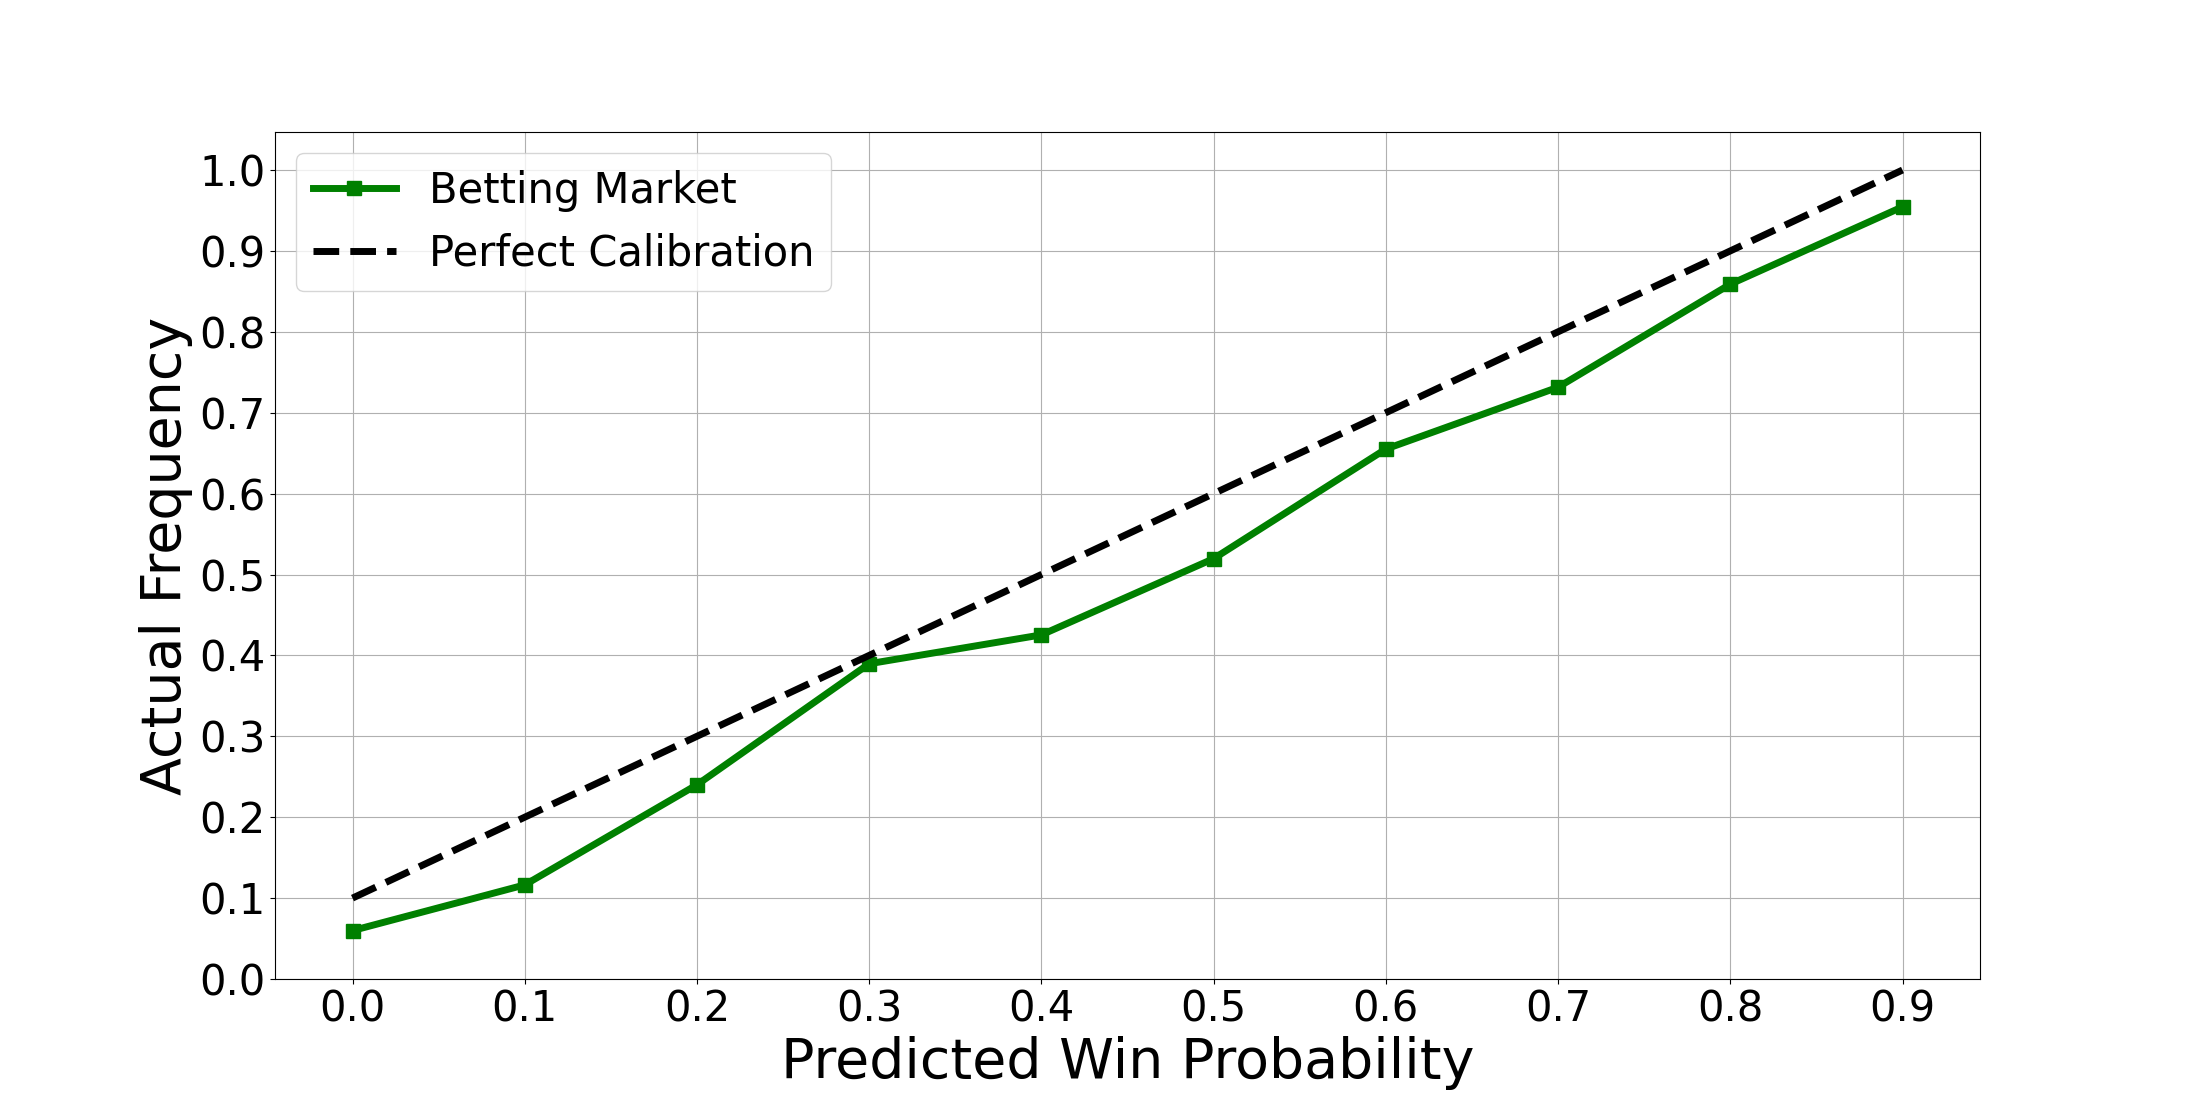 Betting Market
Perfect Calibration
1.0
0.9
0.8
0.7
0.6
0.5
0.4
0.3
0.2
0.1
0.0
Actual Frequency
0.0 0.1 0.2 0.3 0.4 0.5 0.6 0.7 0.8 0.9
Predicted Win Probability